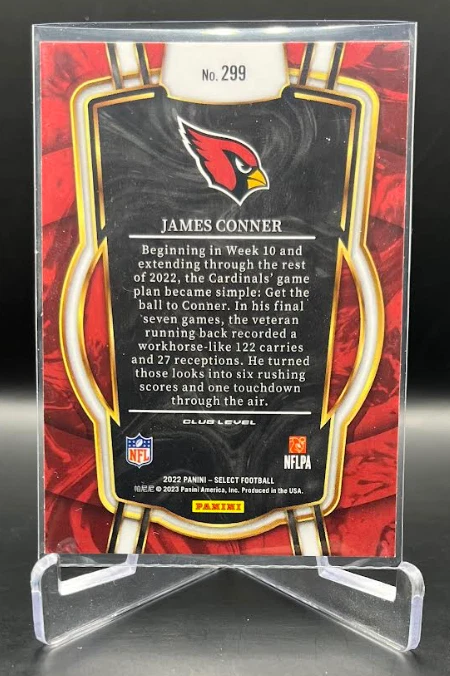 No. 299
JAMES CONNER
Beginning in Week 10 and
extending through the rest
of 2022, the Cardinals' game
plan became simple: Get the
ball to Conner. In his final
seven games, the veteran
running back recorded a
workhorse-like 122 carries
and 27 receptions. He turned
those looks into six rushing
scores and one touchdown
through the air.
CLUB LEVEL
NFL
NFLPA
2022 PANINI – SELECT FOOTBALL
帕尼尼 © 2023 Panini America, Inc. Produced in the USA.
PANINI